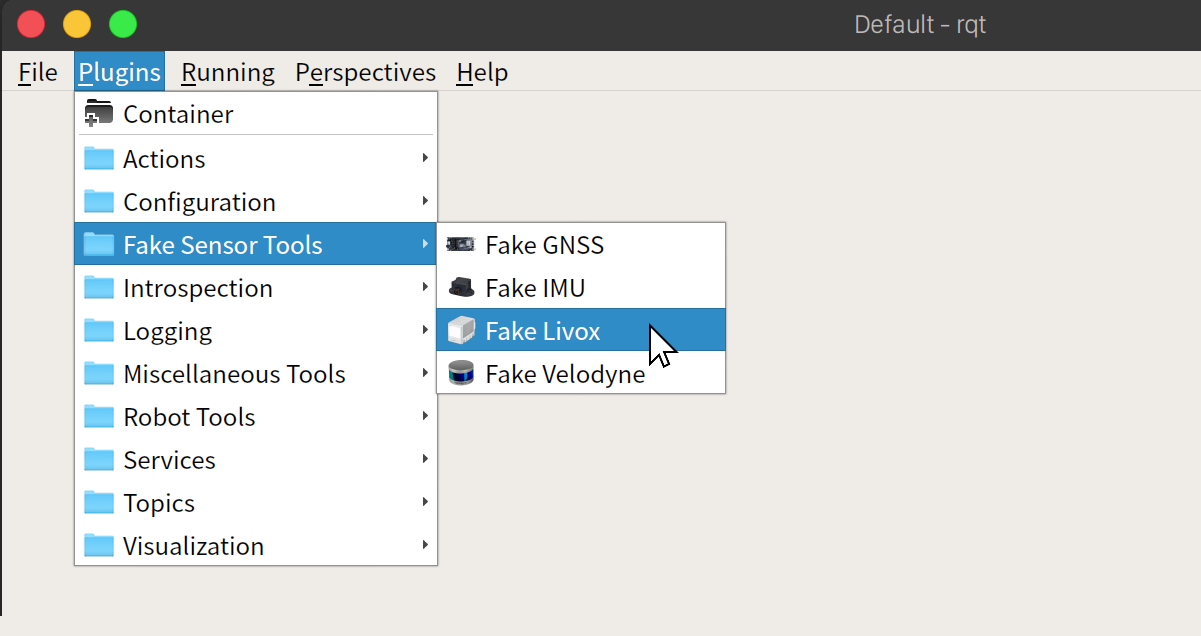 Default - rqt
File Plugins Running Perspectives Help
Container
Actions
Configuration
Fake Sensor Tools
Introspection
Logging
Miscellaneous Tools
Robot Tools
Services
Topics
Visualization
Fake GNSS
Fake IMU
Fake Livox
Fake Velodyne